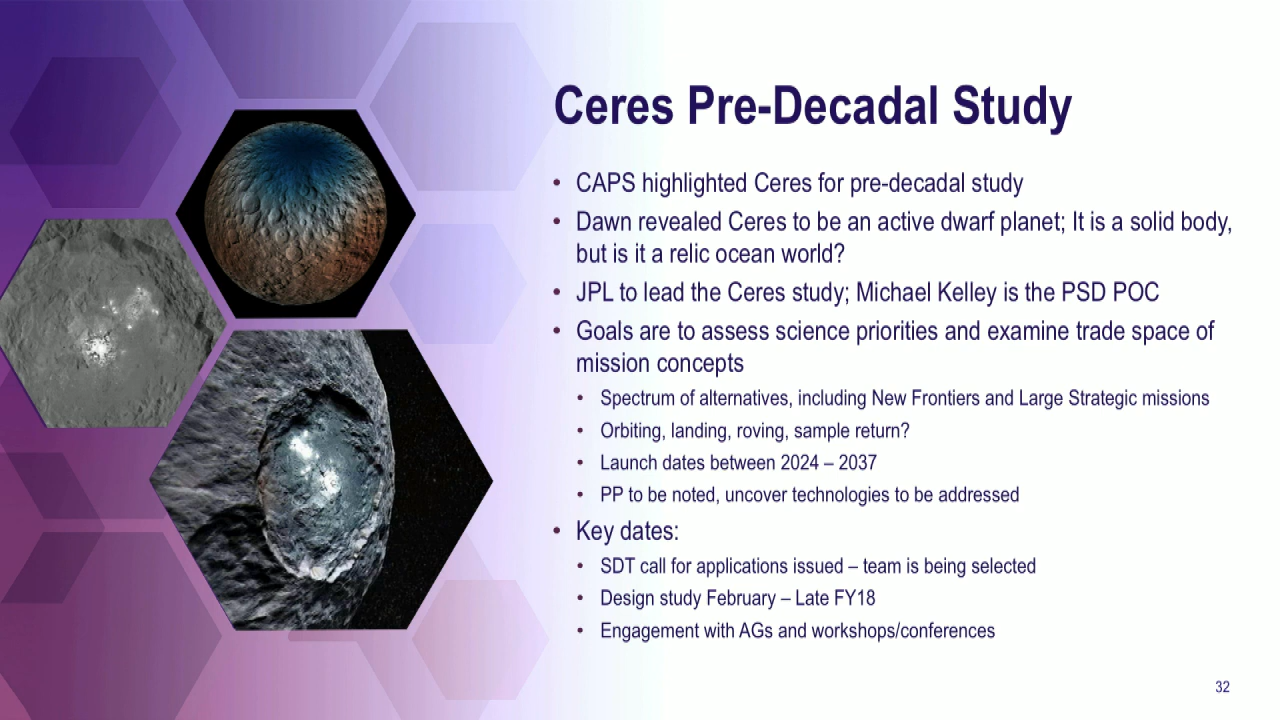 Ceres Pre-Decadal Study
• CAPS highlighted Ceres for pre-decadal study
• Dawn revealed Ceres to be an active dwarf planet; It is a solid body,
but is it a relic ocean world?
• JPL to lead the Ceres study; Michael Kelley is the PSD POC
• Goals are to assess science priorities and examine trade space of
mission concepts
• Spectrum of alternatives, including New Frontiers and Large Strategic missions
• Orbiting, landing, roving, sample return?
• Launch dates between 2024 – 2037
• PP to be noted, uncover technologies to be addressed
• Key dates:
• SDT call for applications issued – team is being selected
• Design study February – Late FY18
• Engagement with AGs and workshops/conferences
32